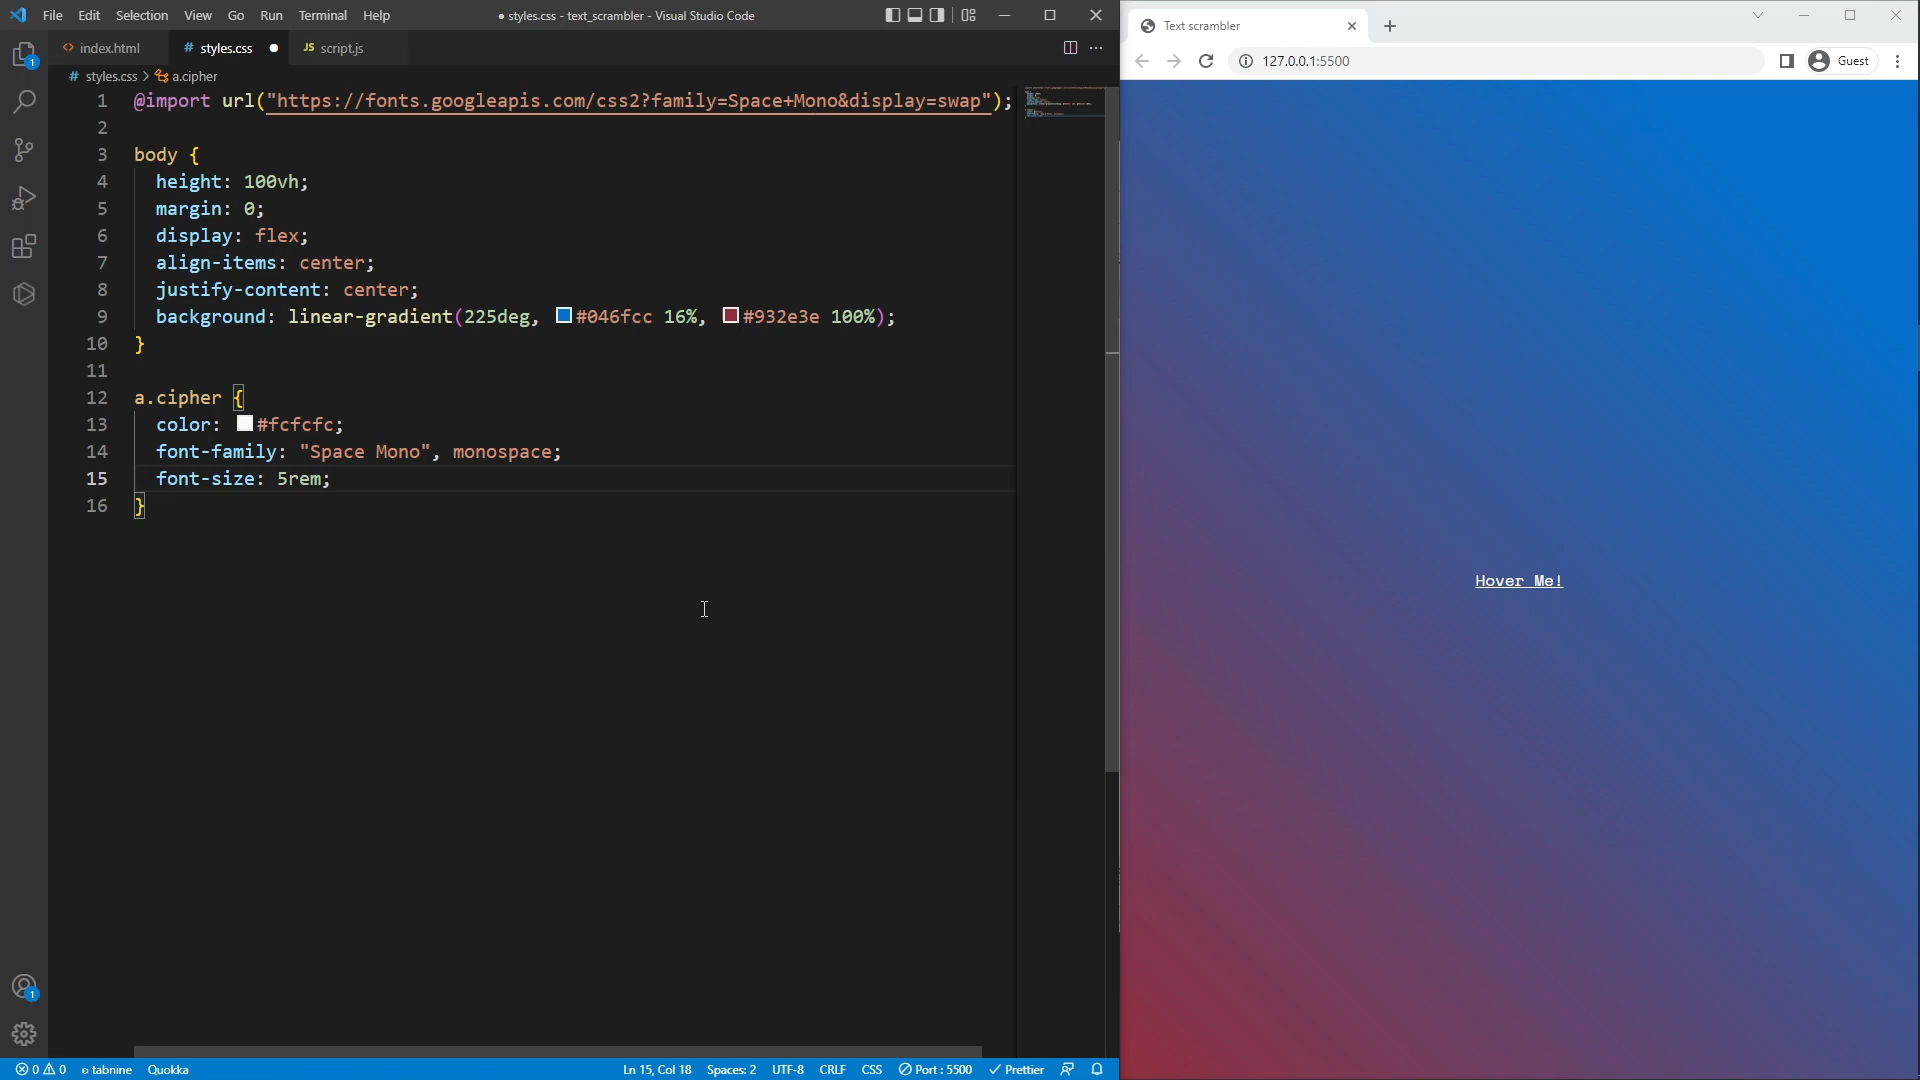 File Edit Selection View Go Run Terminal Help
● styles.css - text_scrambler - Visual Studio Code
<> index.html
# styles.css ●
JS script.js
# styles.css > a.cipher
1 @import url("https://fonts.googleapis.com/css2?family=Space+Mono&display=swap");
2
3 body {
4 height: 100vh;
5 margin: 0;
6 display: flex;
7 align-items: center;
8 justify-content: center;
9 background: linear-gradient(225deg, #046fcc 16%, #932e3e 100%);
10 }
11
12 a.cipher {
13 color: #fcfcfc;
14 font-family: "Space Mono", monospace;
15 font-size: 5rem;
16 }
1
1
0 0 tabnine Quokka
Ln 15, Col 18 Spaces: 2 UTF-8 CRLF CSS Port : 5500 Prettier
Text scrambler
127.0.0.1:5500
Guest
Hover Me!